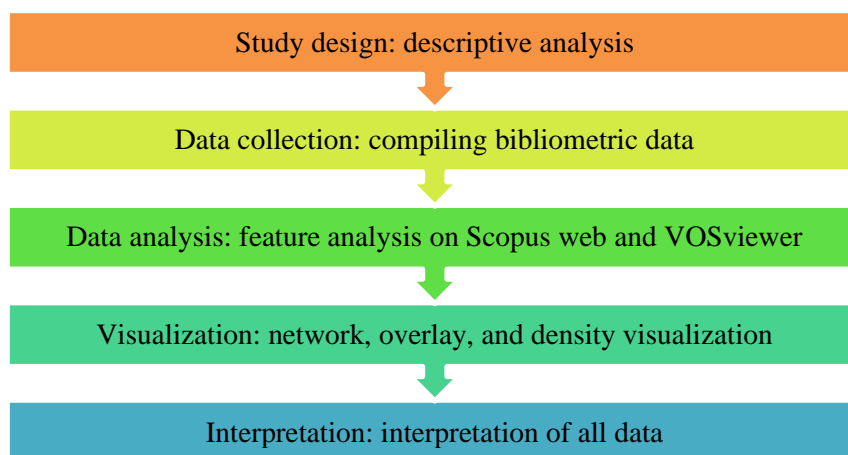 Study design: descriptive analysis
Data collection: compiling bibliometric data
Data analysis: feature analysis on Scopus web and VOSviewer
Visualization: network, overlay, and density visualization
Interpretation: interpretation of all data